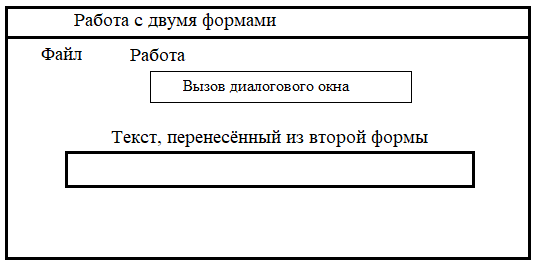 Работа с двумя формами
Файл Работа
Вызов диалогового окна
Текст, перенесённый из второй формы